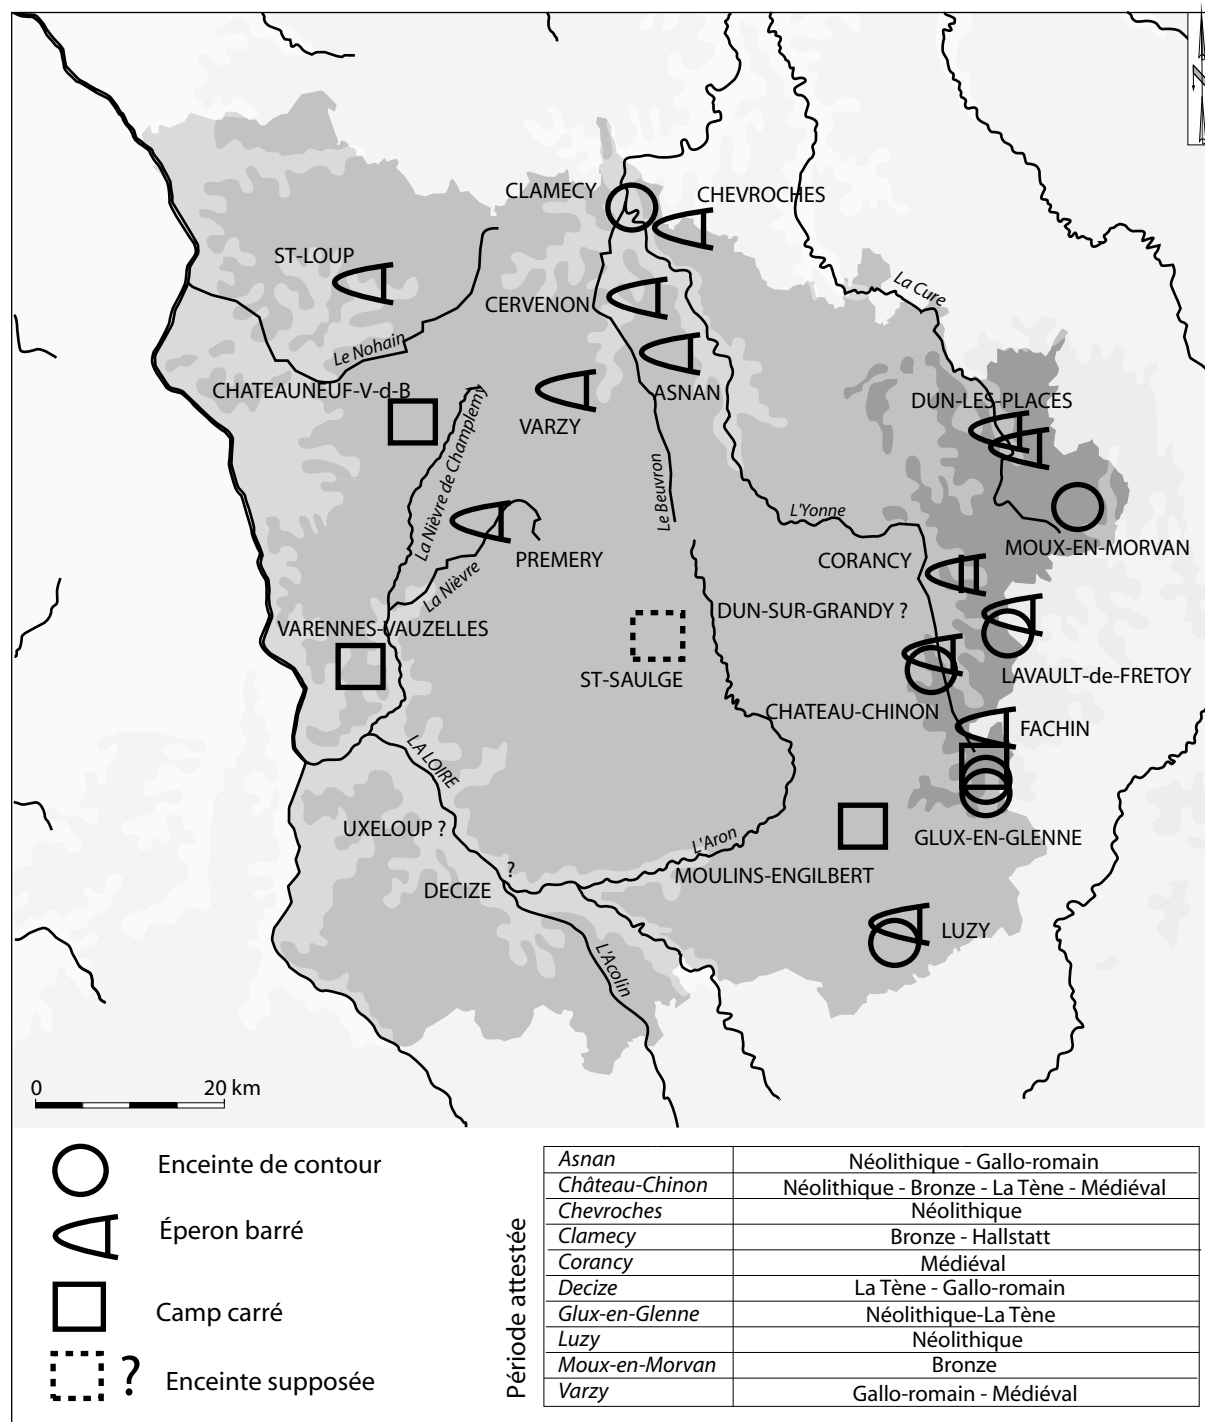 N
CLAMECY
CHEVROCHES
ST-LOUP
La Cure
CERVENON
Le Nohain
CHATEAUNEUF-V-d-B
ASNAN
DUN-LES-PLACES
VARZY
La Nièvre de Champlemy
Le Beuvron
L'Yonne
PREMERY
MOUX-EN-MORVAN
CORANCY
La Nièvre
DUN-SUR-GRANDY ?
VARENNES-VAUZELLES
ST-SAULGE
LAVAULT-de-FRETOY
CHATEAU-CHINON
FACHIN
LA LOIRE
UXELOUP ?
L'Aron
GLUX-EN-GLENNE
?
DECIZE
MOULINS-ENGILBERT
LUZY
L'Acolin
0 20 km
Enceinte de contour
Éperon barré
Camp carré
? Enceinte supposée
Période attestée
Asnan Néolithique - Gallo-romain
Château-Chinon Néolithique - Bronze - La Tène - Médiéval
Chevroches Néolithique
Clamecy Bronze - Hallstatt
Corancy Médiéval
Decize La Tène - Gallo-romain
Glux-en-Glenne Néolithique-La Tène
Luzy Néolithique
Moux-en-Morvan Bronze
Varzy Gallo-romain - Médiéval